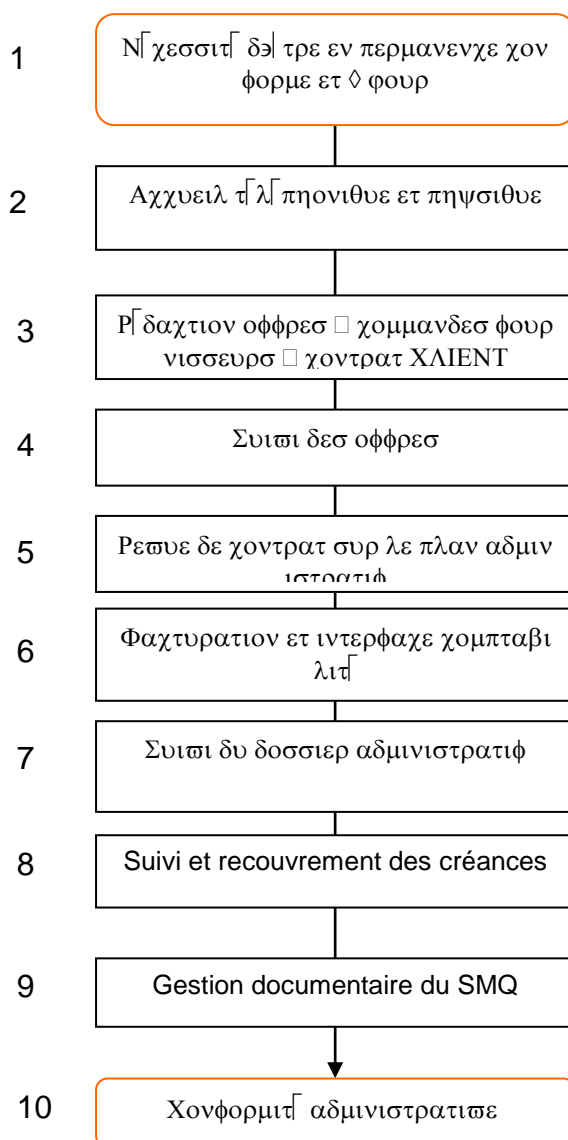 1
Ν⎡χεσσιτ⎡ δэ⎢τρε εν περμανενχε χον
φορμε ετ ◊ φουρ
2
Αχχυειλ τ⎡λ⎡πηονιθυε ετ πηψσιθυε
3
Ρ⎡δαχτιον οφφρεσ □ χομμανδεσ φουρ
νισσευρσ □ χοντρατ ΧΛΙΕΝΤ
4
Συιϖι δεσ οφφρεσ
5
Ρεϖυε δε χοντρατ συρ λε πλαν αδμιν
ιστρατιφ
6
Φαχτυρατιον ετ ιντερφαχε χομπταβι
λιτ⎡
7
Συιϖι δυ δοσσιερ αδμινιστρατιφ
8
Suivi et recouvrement des créances
9
Gestion documentaire du SMQ
10
Χονφορμιτ⎡ αδμινιστρατιϖε